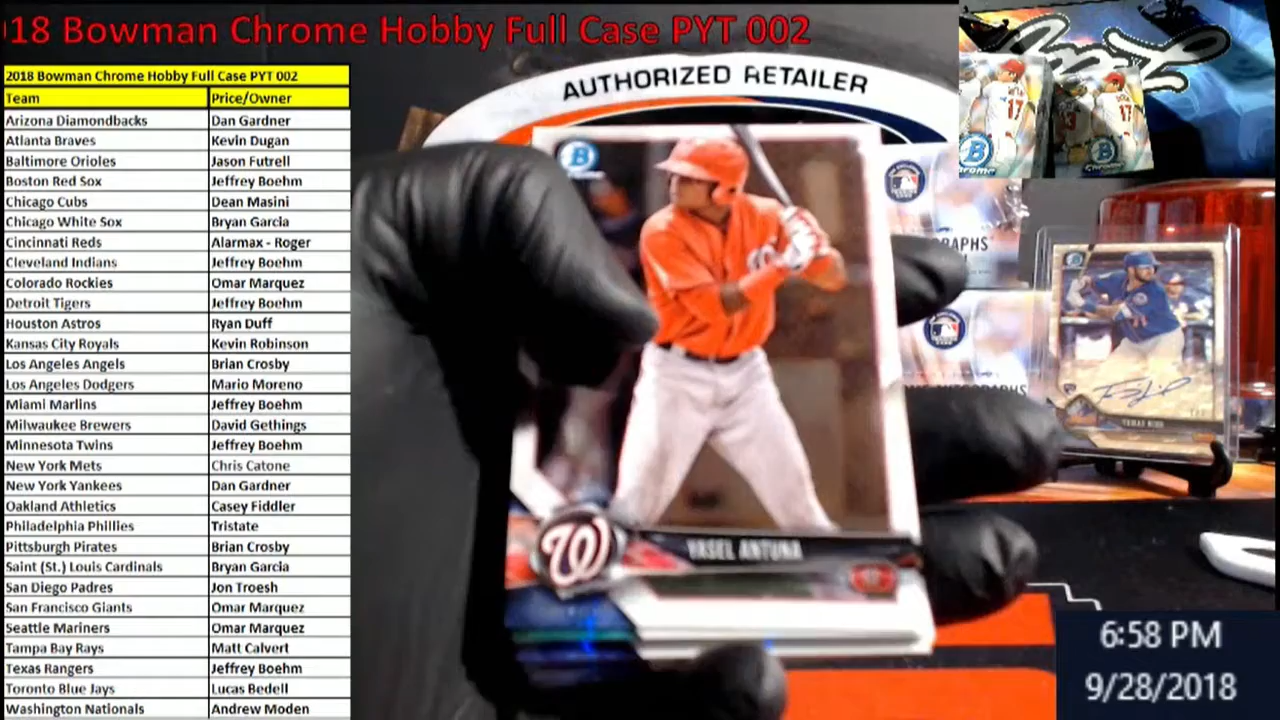 18 Bowman Chrome Hobby Full Case PYT 002
2018 Bowman Chrome Hobby Full Case PYT 002
Team Price/Owner
Arizona Diamondbacks Dan Gardner
Atlanta Braves Kevin Dugan
Baltimore Orioles Jason Futrell
Boston Red Sox Jeffrey Boehm
Chicago Cubs Dean Masini
Chicago White Sox Bryan Garcia
Cincinnati Reds Alarmax - Roger
Cleveland Indians Jeffrey Boehm
Colorado Rockies Omar Marquez
Detroit Tigers Jeffrey Boehm
Houston Astros Ryan Duff
Kansas City Royals Kevin Robinson
Los Angeles Angels Brian Crosby
Los Angeles Dodgers Mario Moreno
Miami Marlins Jeffrey Boehm
Milwaukee Brewers David Gethings
Minnesota Twins Jeffrey Boehm
New York Mets Chris Catone
New York Yankees Dan Gardner
Oakland Athletics Casey Fiddler
Philadelphia Phillies Tristate
Pittsburgh Pirates Brian Crosby
Saint (St.) Louis Cardinals Bryan Garcia
San Diego Padres Jon Troesh
San Francisco Giants Omar Marquez
Seattle Mariners Omar Marquez
Tampa Bay Rays Matt Calvert
Texas Rangers Jeffrey Boehm
Toronto Blue Jays Lucas Bedell
Washington Nationals Andrew Moden
AUTHORIZED RETAILER
B
W
YASEL ANTUNA
17
17
Chrome
6:58 PM
9/28/2018